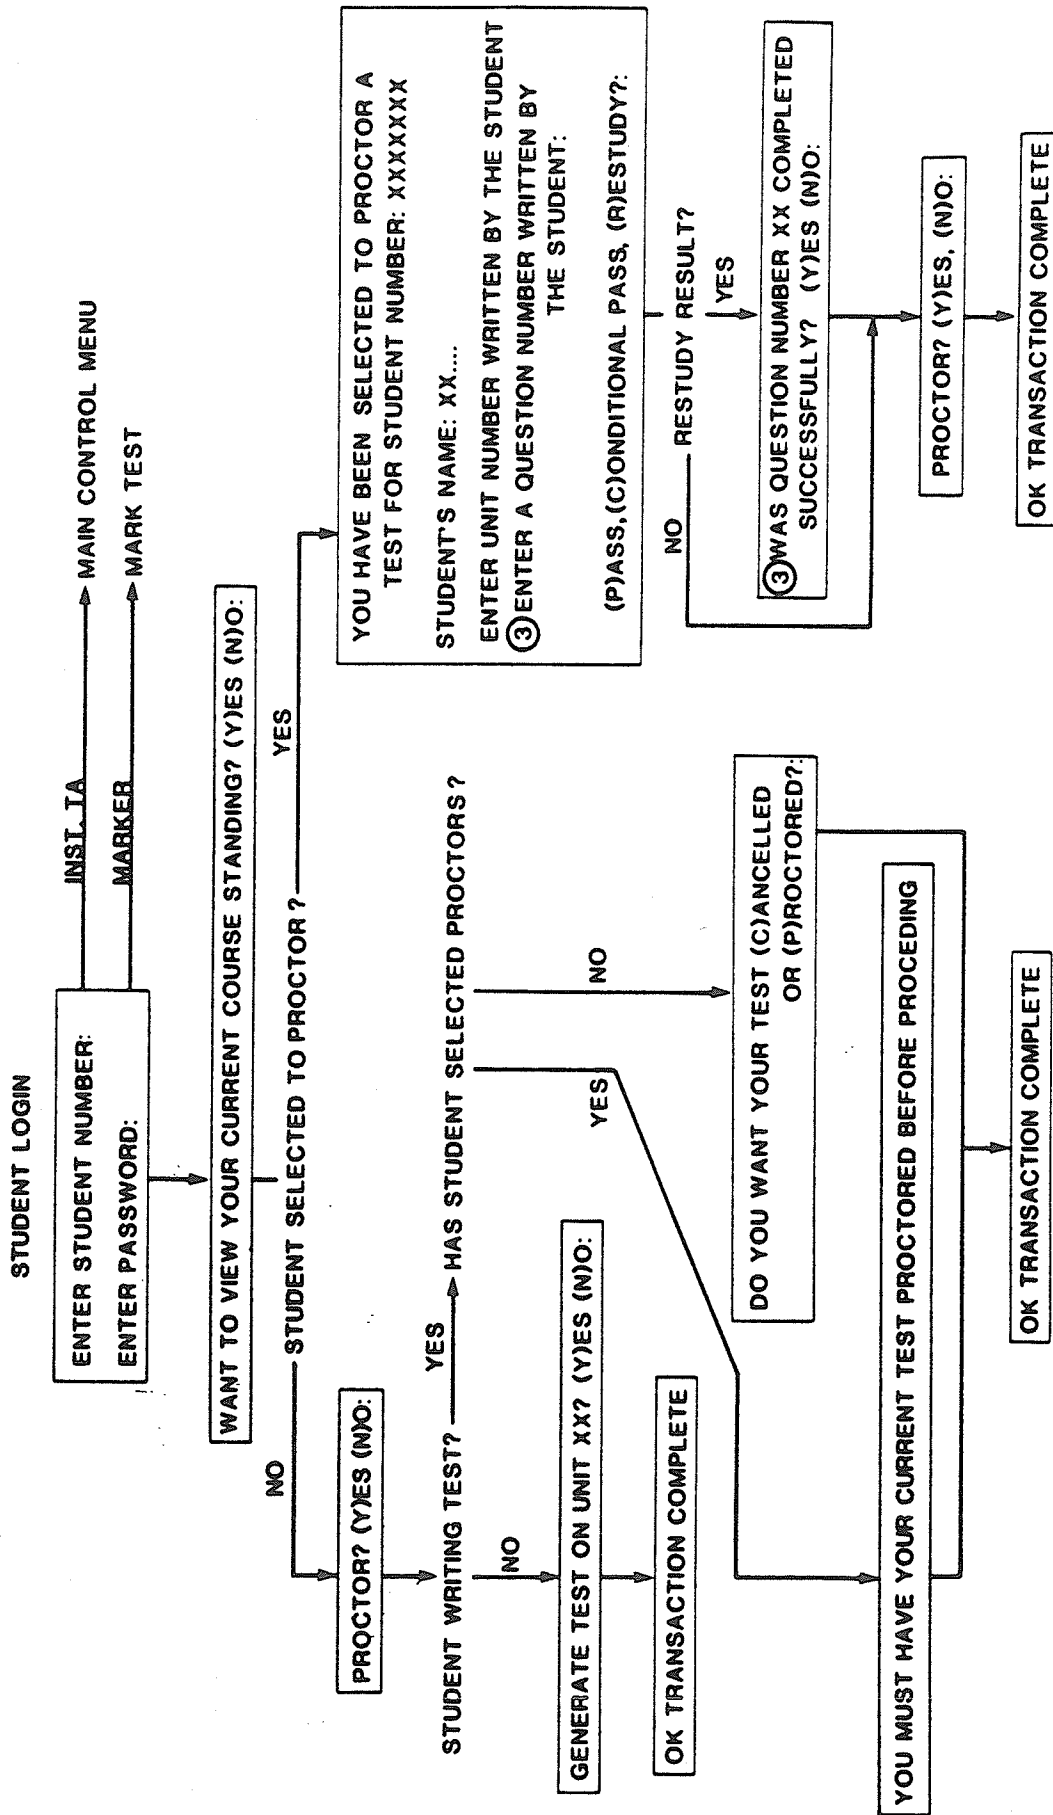 STUDENT LOGIN
ENTER STUDENT NUMBER:
ENTER PASSWORD:
INST. TA
MAIN CONTROL MENU
MARKER
MARK TEST
WANT TO VIEW YOUR CURRENT COURSE STANDING? (Y)ES (N)O:
STUDENT SELECTED TO PROCTOR?
NO
YES
PROCTOR? (Y)ES (N)O:
STUDENT WRITING TEST?
YES
HAS STUDENT SELECTED PROCTORS?
NO
GENERATE TEST ON UNIT XX? (Y)ES (N)O:
OK TRANSACTION COMPLETE
YES
NO
DO YOU WANT YOUR TEST (C)ANCELLED
OR (P)ROCTORED?:
YOU MUST HAVE YOUR CURRENT TEST PROCTORED BEFORE PROCEDING
OK TRANSACTION COMPLETE
YOU HAVE BEEN SELECTED TO PROCTOR A
TEST FOR STUDENT NUMBER: XXXXXXX
STUDENT'S NAME: XX....
ENTER UNIT NUMBER WRITTEN BY THE STUDENT
3 ENTER A QUESTION NUMBER WRITTEN BY
THE STUDENT:
(P)ASS,(C)ONDITIONAL PASS, (R)ESTUDY?:
RESTUDY RESULT?
NO
YES
3 WAS QUESTION NUMBER XX COMPLETED
SUCCESSFULLY? (Y)ES (N)O:
PROCTOR? (Y)ES, (N)O:
OK TRANSACTION COMPLETE